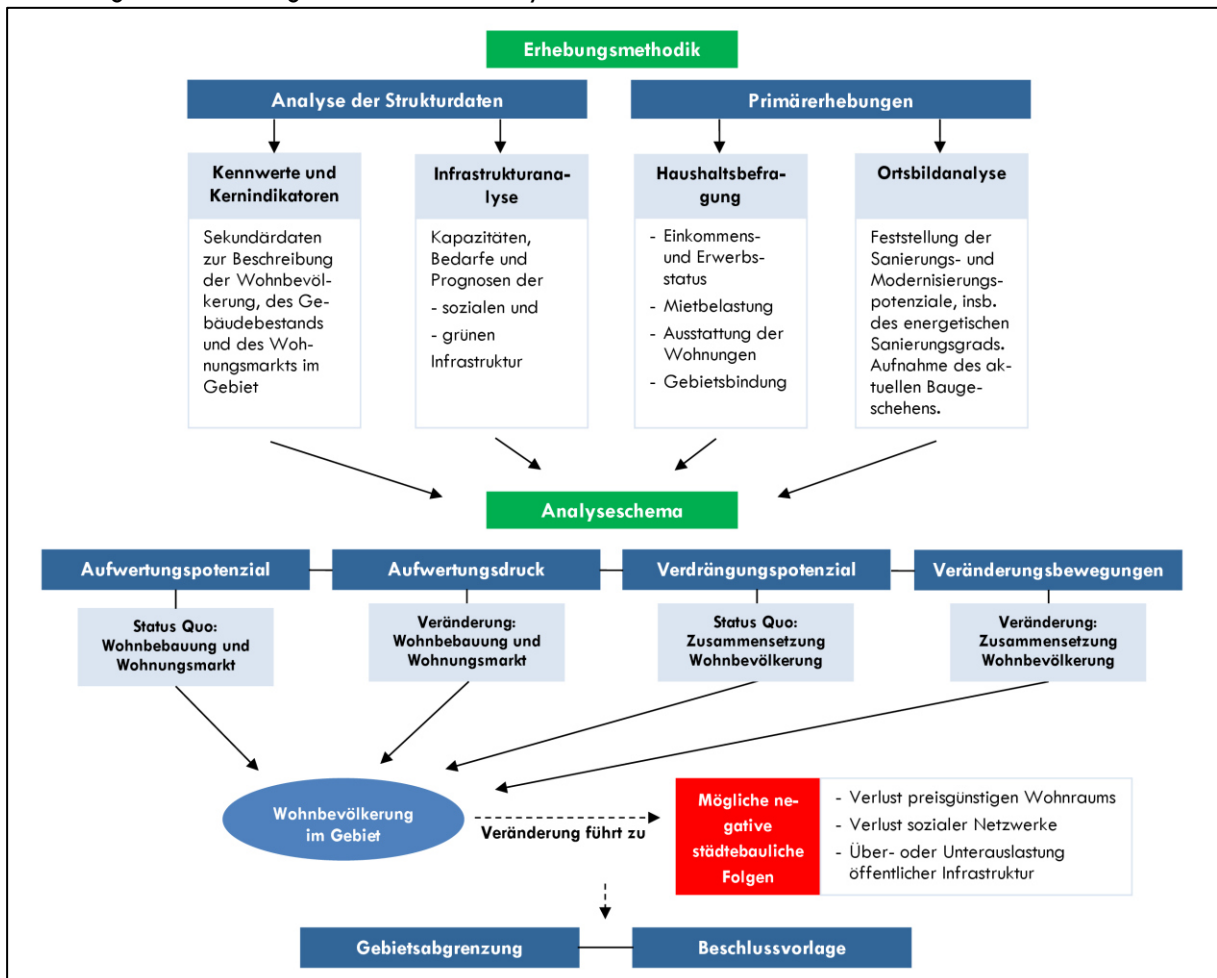 Erhebungsmethodik
Analyse der Strukturdaten
Primärerhebungen
Kennwerte und
Kernindikatoren
Sekundärdaten
zur Beschreibung
der Wohnbevöl-
kerung, des Ge-
bäudebestands
und des Woh-
nungsmarkts im
Gebiet
Infrastrukturana-
lyse
Kapazitäten,
Bedarfe und
Prognosen der
- sozialen und
- grünen
Infrastruktur
Haushaltsbefra-
gung
- Einkommens-
und Erwerbs-
status
- Mietbelastung
- Ausstattung der
Wohnungen
- Gebietsbindung
Ortsbildanalyse
Feststellung der
Sanierungs- und
Modernisierungs-
potenziale, insb.
des energetischen
Sanierungsgrads.
Aufnahme des ak-
tuellen Bauge-
schehens.
Analyseschema
Aufwertungspotenzial
Aufwertungsdruck
Verdrängungspotenzial
Veränderungsbewegungen
Status Quo:
Wohnbebauung und
Wohnungsmarkt
Veränderung:
Wohnbebauung und
Wohnungsmarkt
Status Quo:
Zusammensetzung
Wohnbevölkerung
Veränderung:
Zusammensetzung
Wohnbevölkerung
Wohnbevölkerung
im Gebiet
Veränderung führt zu
Mögliche ne-
gative
städtebauliche
Folgen
- Verlust preisgünstigen Wohnraums
- Verlust sozialer Netzwerke
- Über- oder Unterauslastung
öffentlicher Infrastruktur
Gebietsabgrenzung
Beschlussvorlage